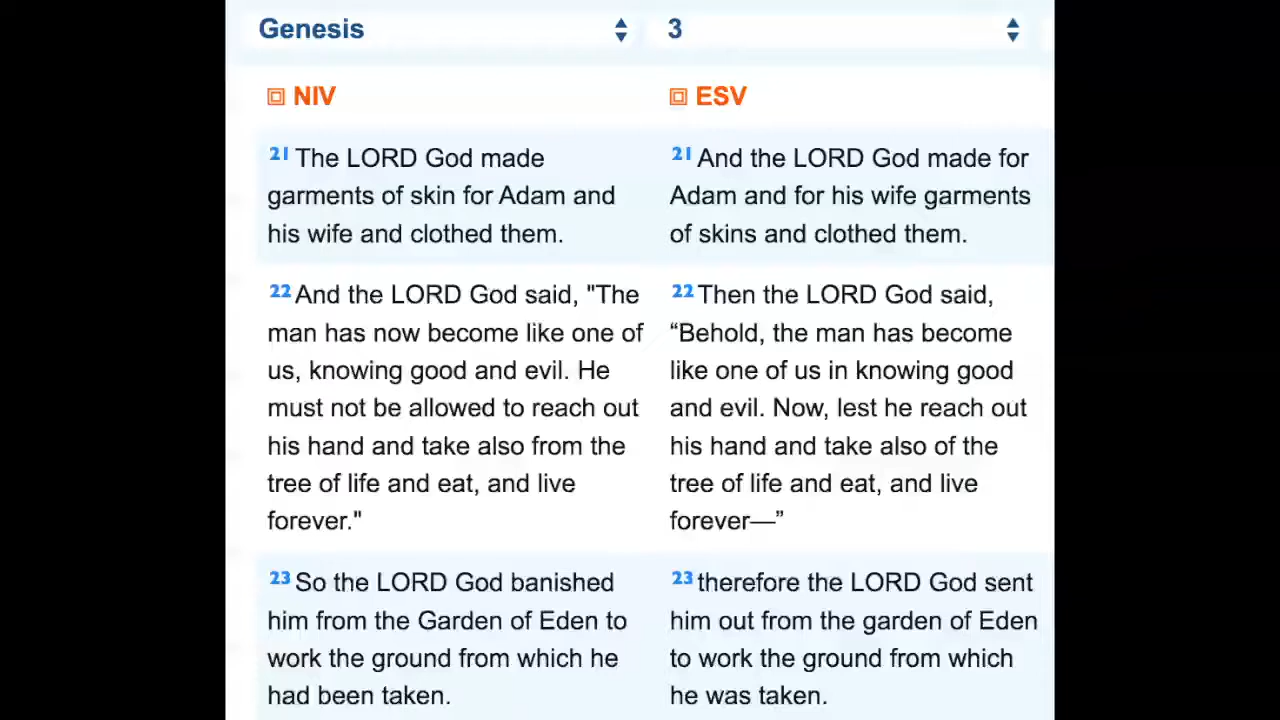 Genesis
3
NIV
21 The LORD God made
garments of skin for Adam and
his wife and clothed them.
22 And the LORD God said, "The
man has now become like one of
us, knowing good and evil. He
must not be allowed to reach out
his hand and take also from the
tree of life and eat, and live
forever."
23 So the LORD God banished
him from the Garden of Eden to
work the ground from which he
had been taken.
ESV
21 And the LORD God made for
Adam and for his wife garments
of skins and clothed them.
22 Then the LORD God said,
“Behold, the man has become
like one of us in knowing good
and evil. Now, lest he reach out
his hand and take also of the
tree of life and eat, and live
forever—”
23 therefore the LORD God sent
him out from the garden of Eden
to work the ground from which
he was taken.